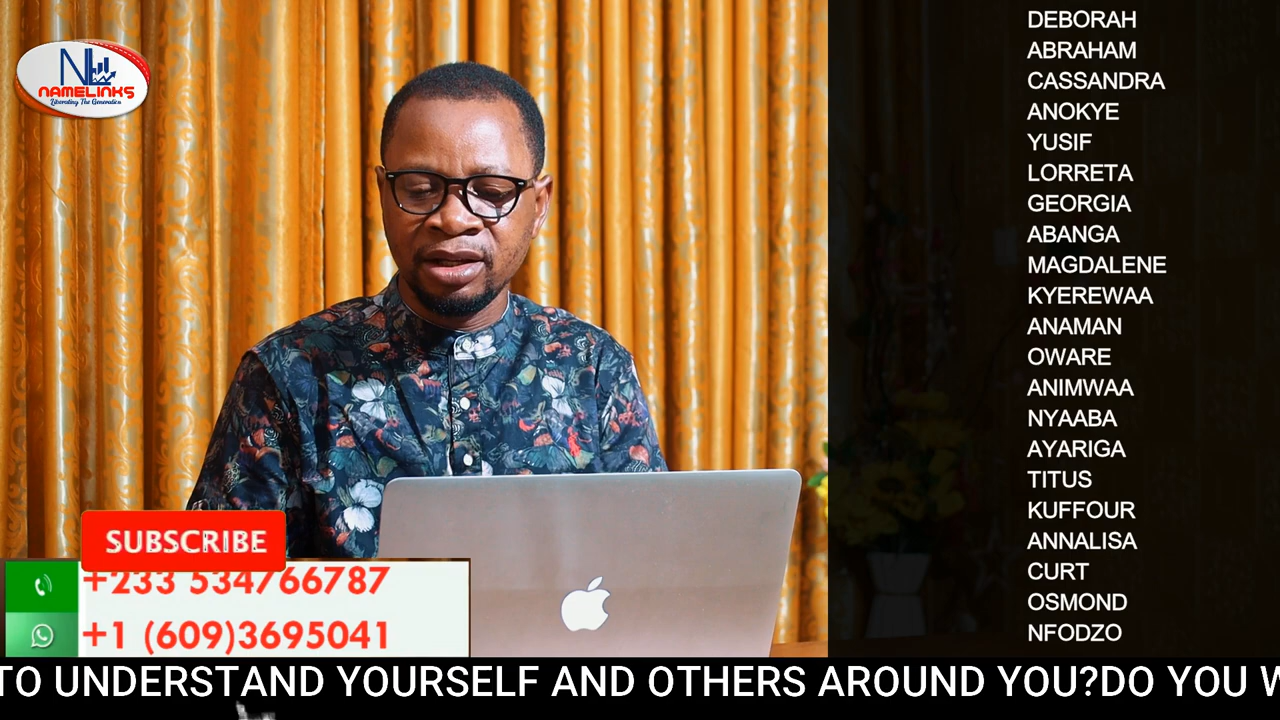 NL
NAMELINKS
Liberating The Generation
DEBORAH
ABRAHAM
CASSANDRA
ANOKYE
YUSIF
LORRETA
GEORGIA
ABANGA
MAGDALENE
KYEREWAA
ANAMAN
OWARE
ANIMWAA
NYAABA
AYARIGA
TITUS
KUFFOUR
ANNALISA
CURT
OSMOND
NFODZO
SUBSCRIBE
+233 534766787
+1 (609)3695041
TO UNDERSTAND YOURSELF AND OTHERS AROUND YOU?DO YOU W